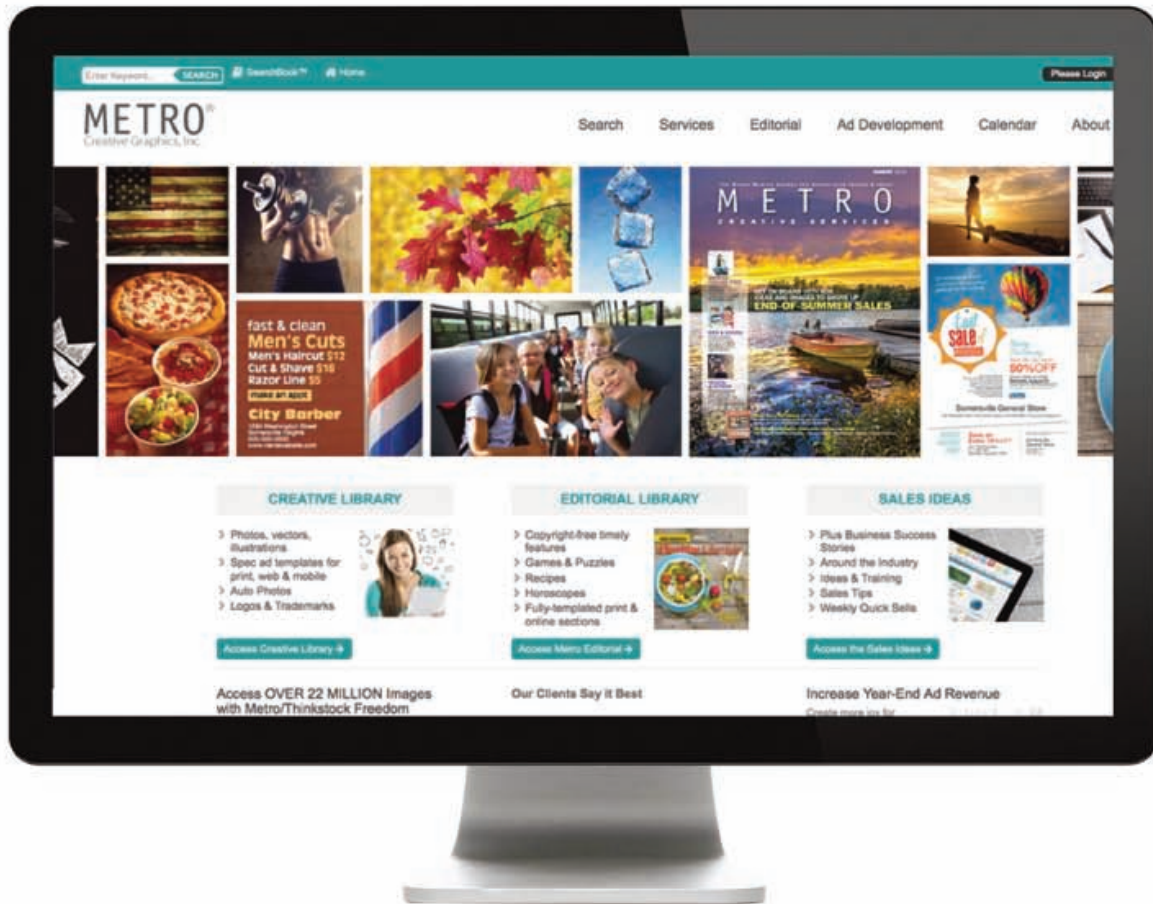 Enter Keyword... SEARCH SearchBook™ Home Please Login
METRO®
Creative Graphics, Inc.
Search Services Editorial Ad Development Calendar About
METRO
CREATIVE SERVICES
END-OF-SUMMER SALES
fast & clean
Men's Cuts
Men's Haircut $12
Cut & Shave $16
Razor Line $5
make an appt
City Barber
SALE
50%OFF
Somersville General Store
CREATIVE LIBRARY
> Photos, vectors,
illustrations
> Spec ad templates for
print, web & mobile
> Auto Photos
> Logos & Trademarks
Access Creative Library →
EDITORIAL LIBRARY
> Copyright-free timely
features
> Games & Puzzles
> Recipes
> Horoscopes
> Fully-templated print &
online sections
Access Metro Editorial →
SALES IDEAS
> Plus Business Success
Stories
> Around the Industry
> Ideas & Training
> Sales Tips
> Weekly Quick Sells
Access the Sales Ideas →
Access OVER 22 MILLION Images
with Metro/Thinkstock Freedom
Our Clients Say it Best
Increase Year-End Ad Revenue
Create more joy for